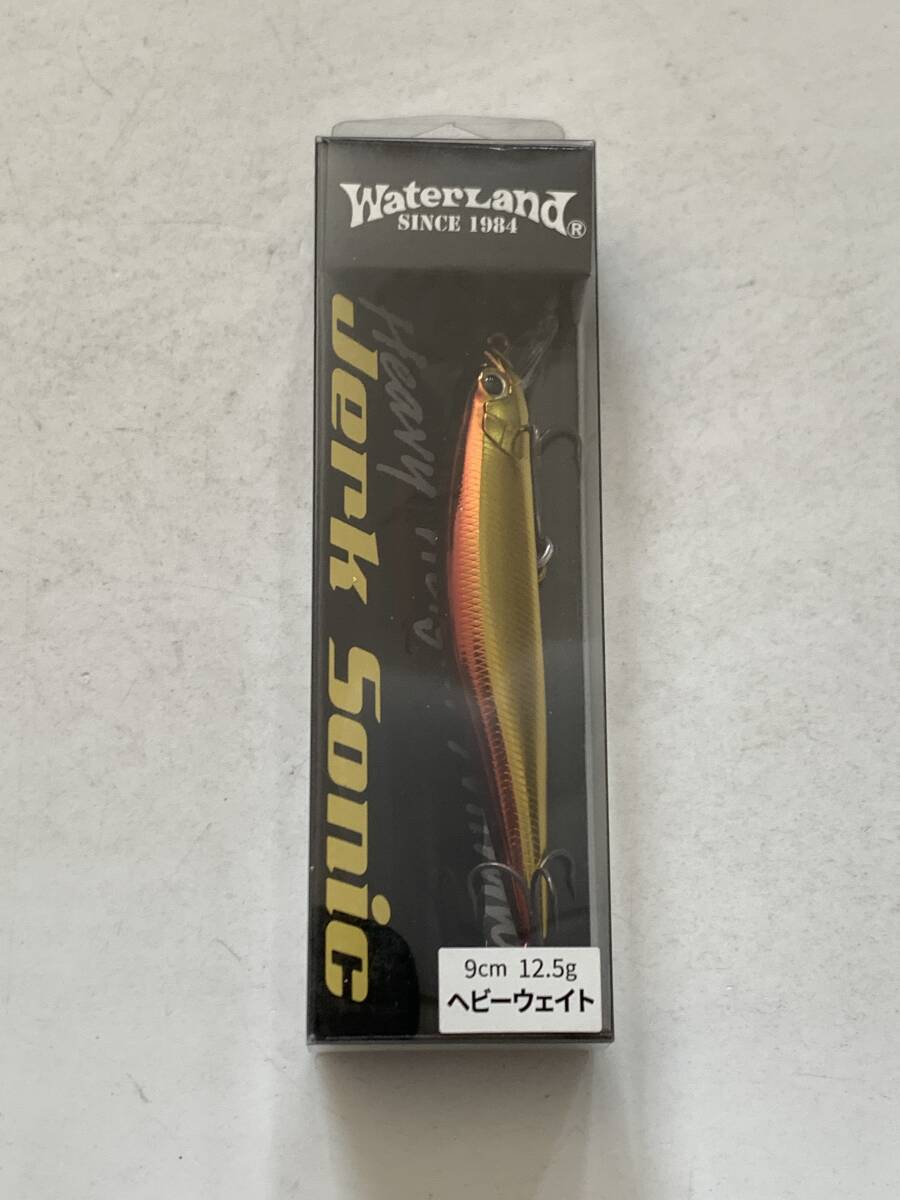 WaterLand®
SINCE 1984
Jerk Sonic
Heavy
9cm 12.5g
ヘビーウェイト